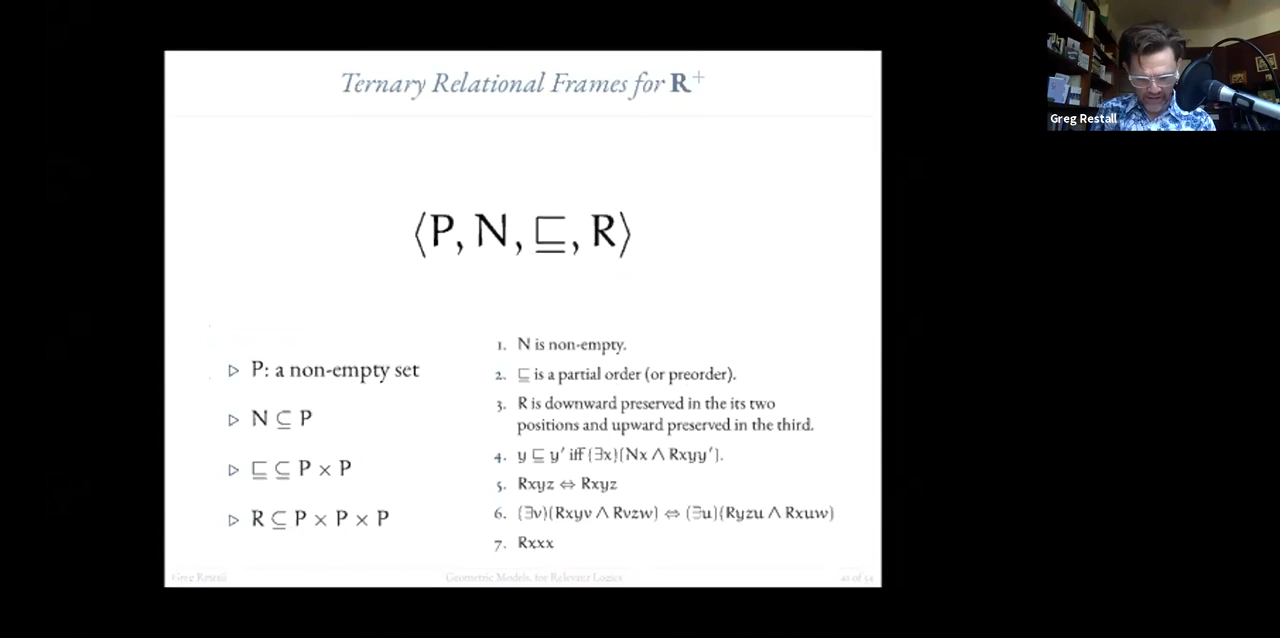 Ternary Relational Frames for R⁺
Greg Restall
⟨P, N, ⊑, R⟩
▷ P: a non-empty set
▷ N ⊆ P
▷ ⊑ ⊆ P × P
▷ R ⊆ P × P × P
1. N is non-empty.
2. ⊑ is a partial order (or preorder).
3. R is downward preserved in the its two
positions and upward preserved in the third.
4. y ⊑ y′ iff (∃x)(Nx ∧ Rxyy′).
5. Rxyz ⇔ Rxyz
6. (∃v)(Rxyv ∧ Rvzw) ⇔ (∃u)(Ryzu ∧ Rxuw)
7. Rxxx
Greg Restall
Geometric Models, for Relevant Logics
of 54